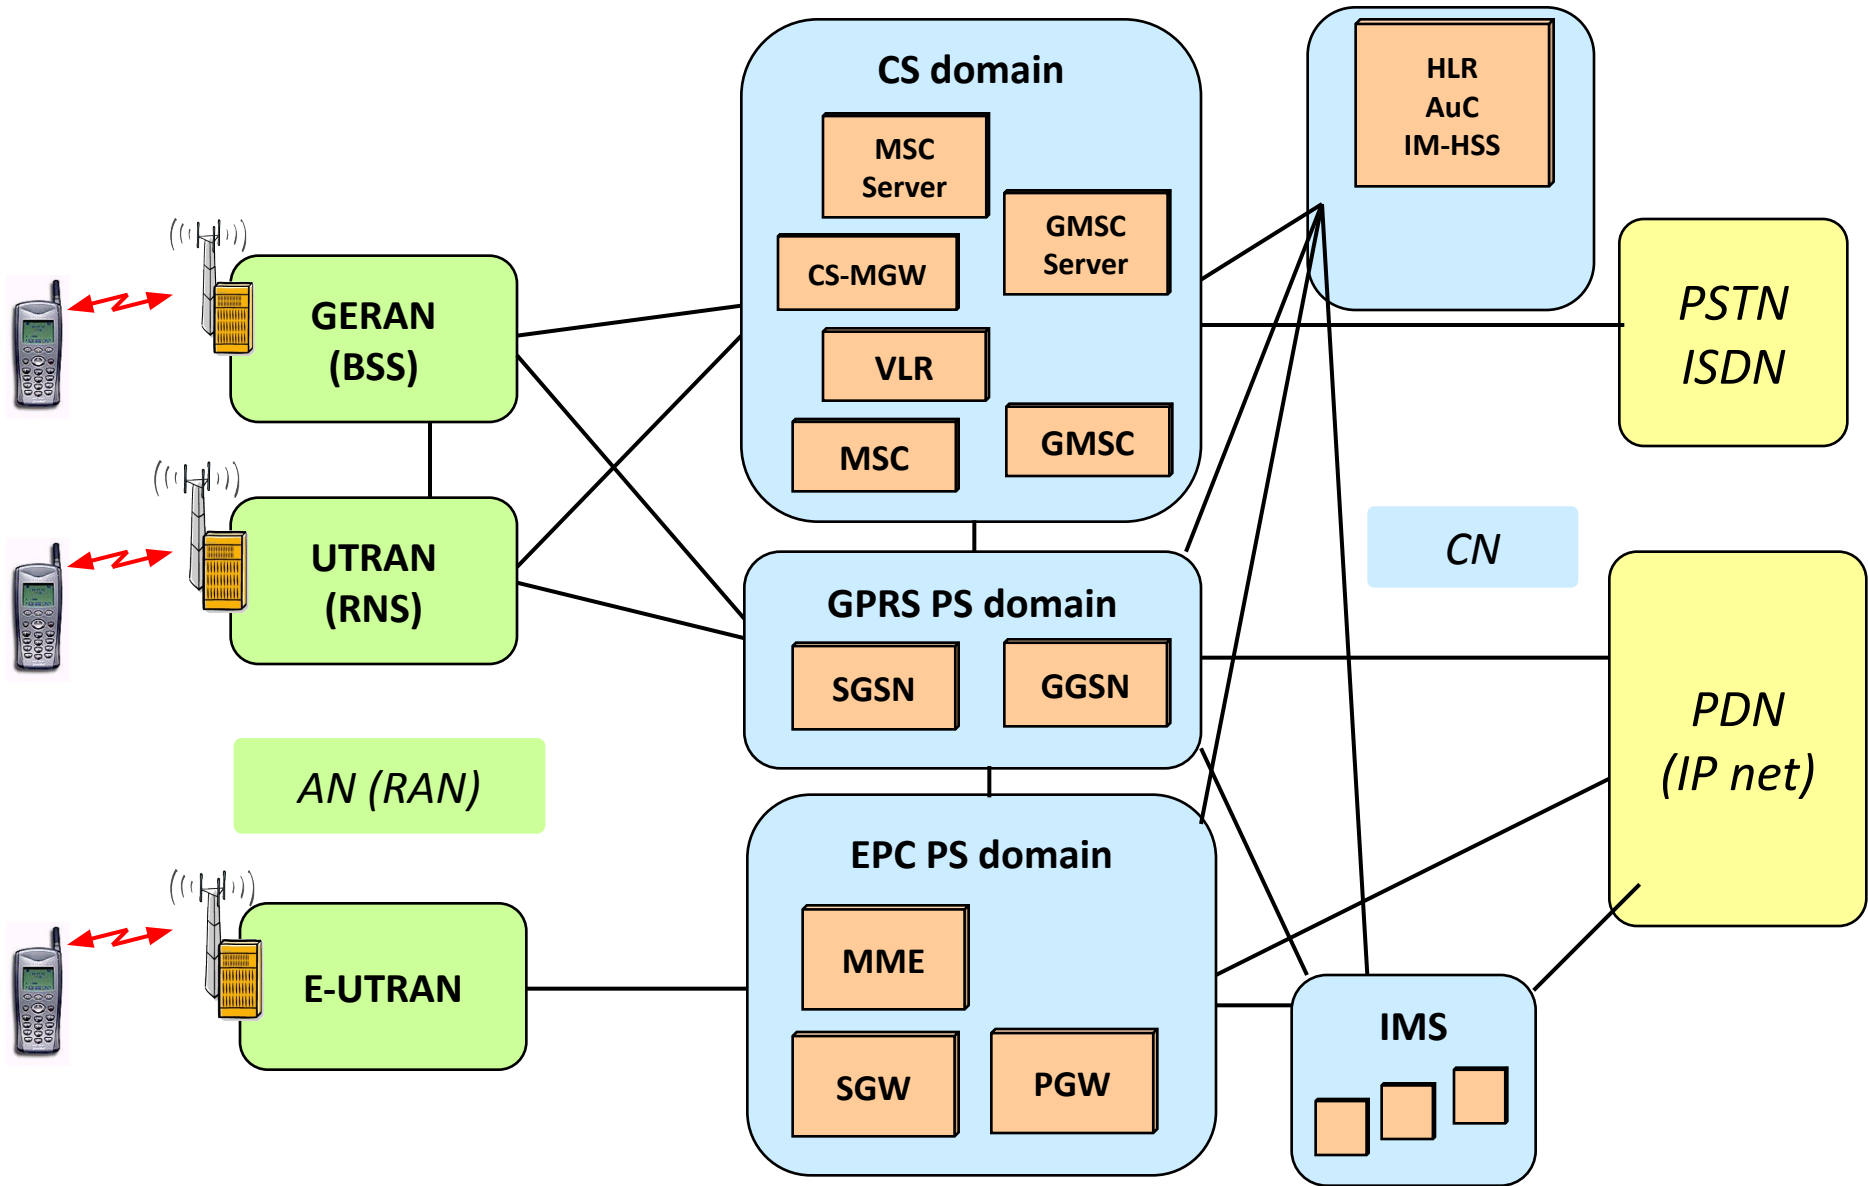 CS domain
MSC
Server
GMSC
Server
CS-MGW
VLR
MSC
GMSC
HLR
AuC
IM-HSS
GERAN
(BSS)
PSTN
ISDN
UTRAN
(RNS)
CN
GPRS PS domain
SGSN
GGSN
PDN
(IP net)
AN (RAN)
EPC PS domain
MME
SGW
PGW
E-UTRAN
IMS